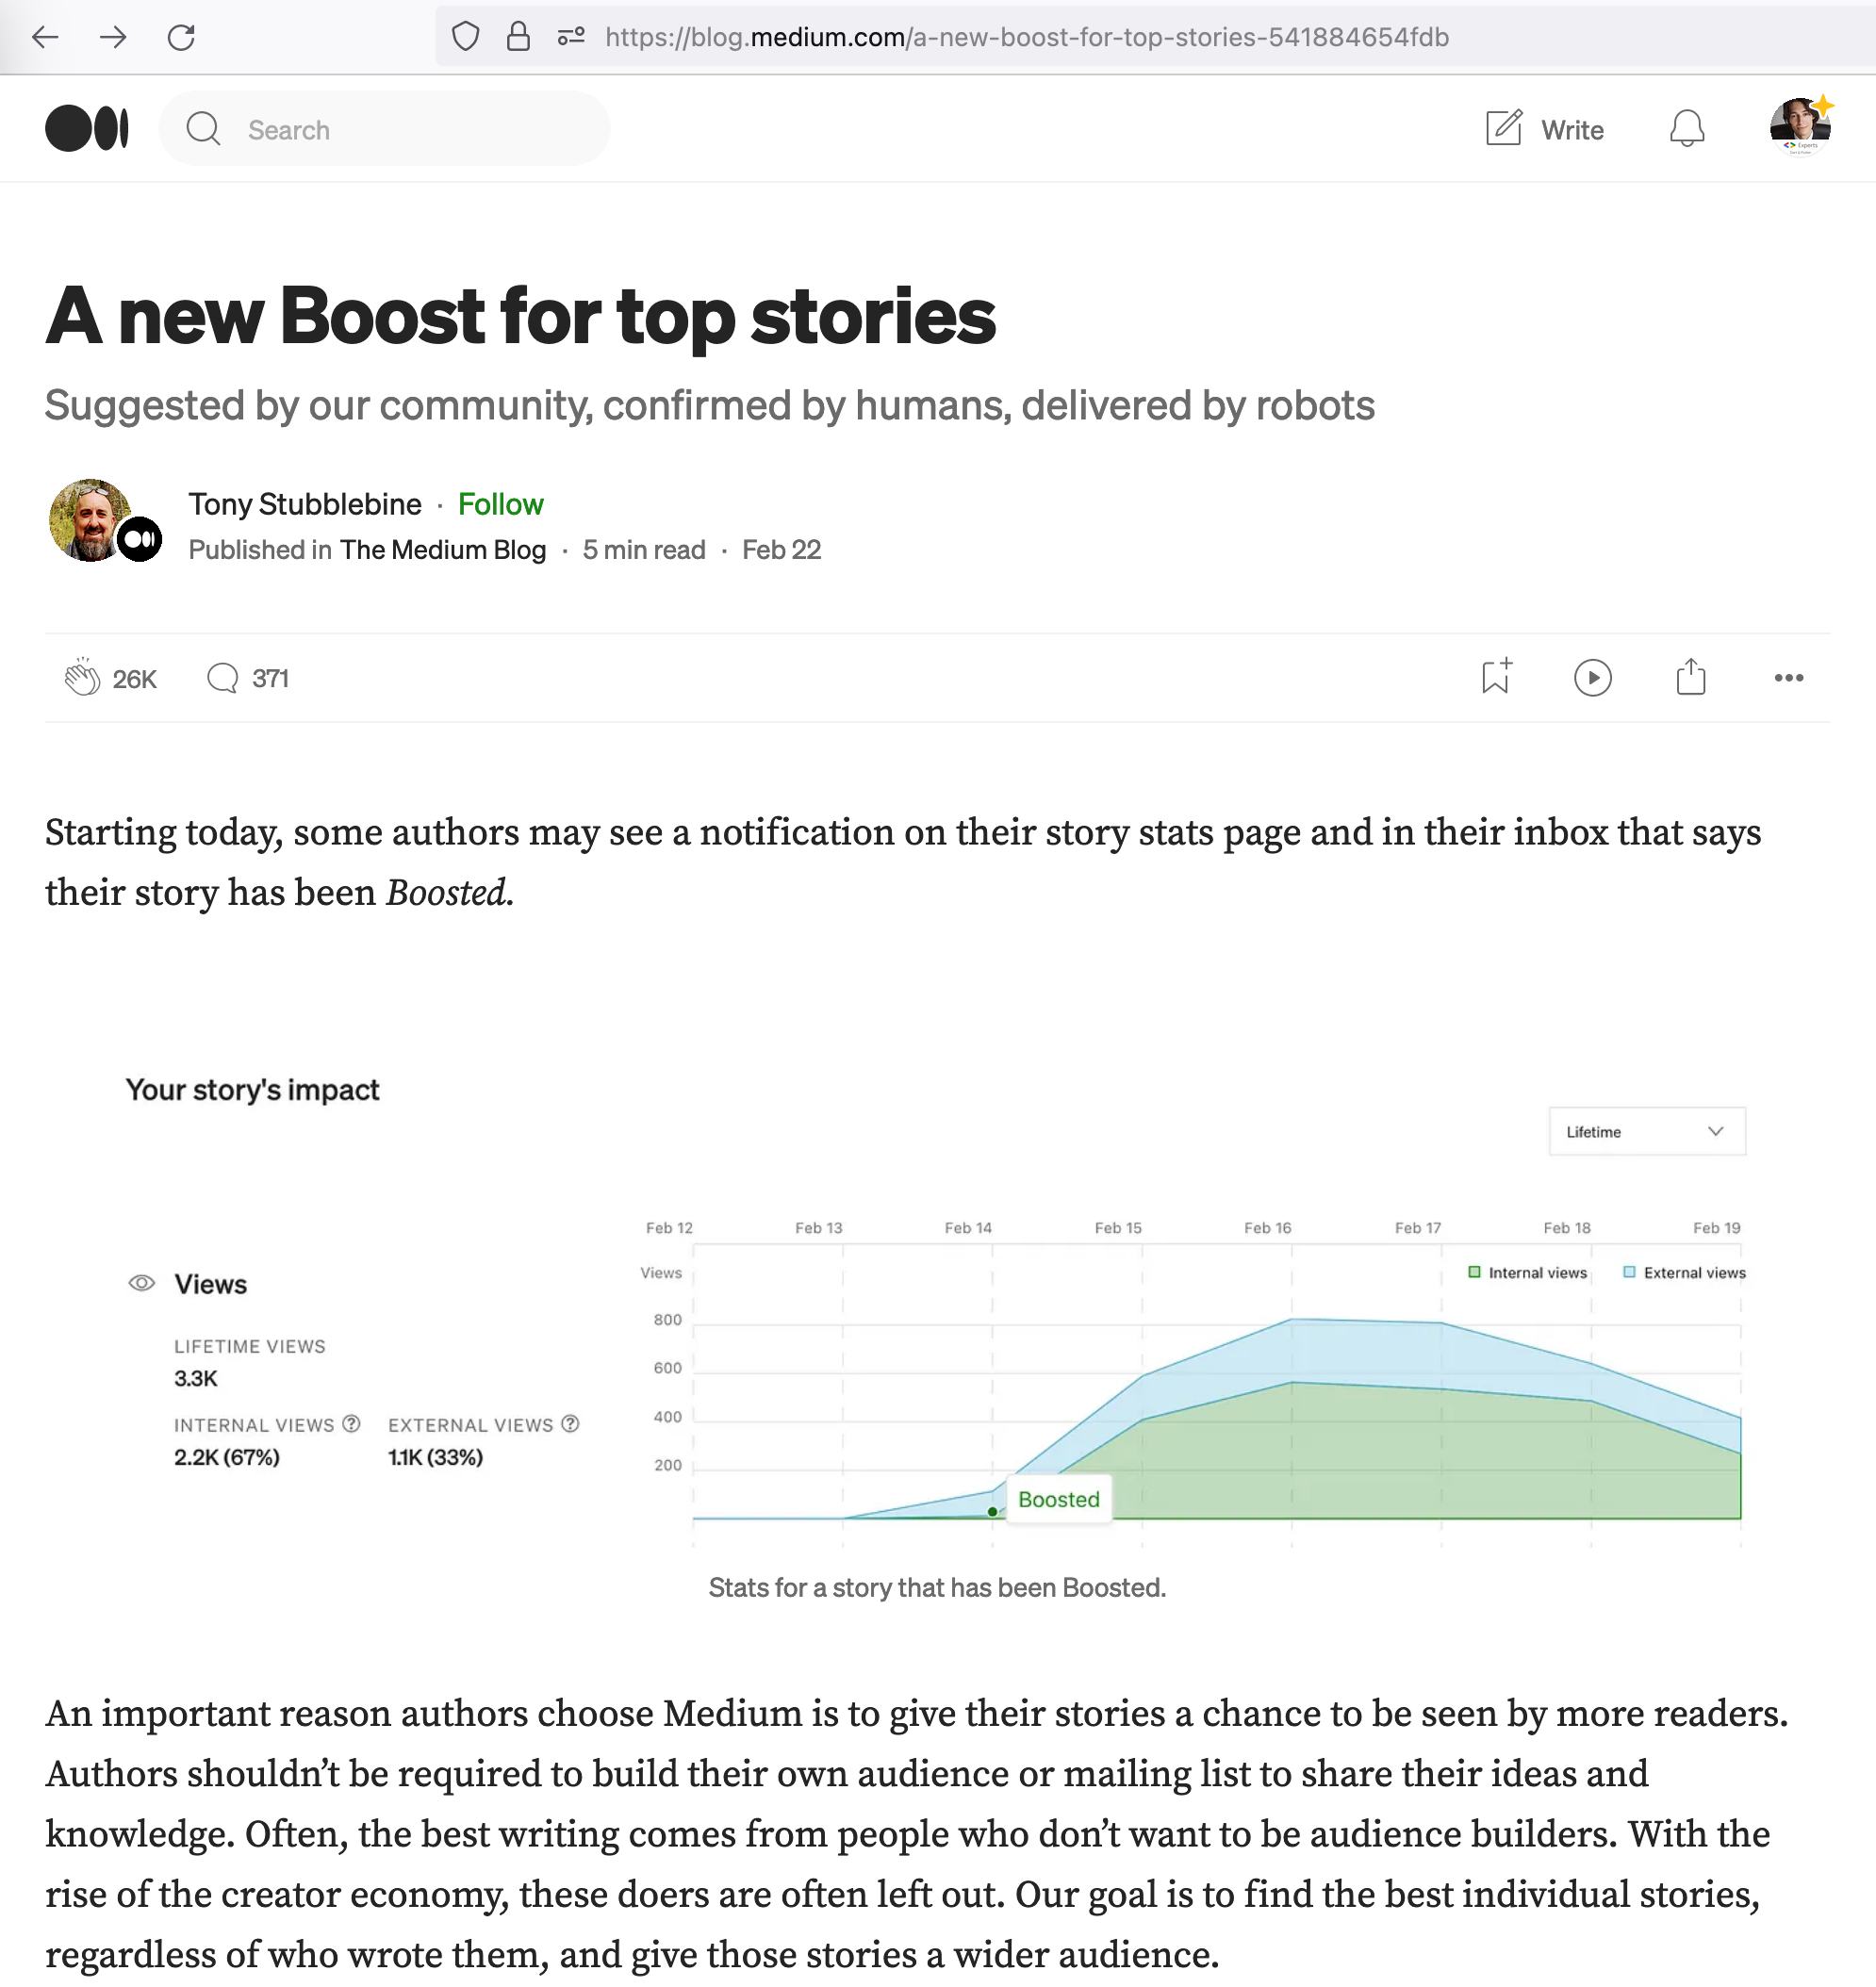 https://blog.medium.com/a-new-boost-for-top-stories-541884654fdb
Search
Write
A new Boost for top stories
Suggested by our community, confirmed by humans, delivered by robots
Tony Stubblebine · Follow
Published in The Medium Blog · 5 min read · Feb 22
26K 371
Starting today, some authors may see a notification on their story stats page and in their inbox that says
their story has been Boosted.
Your story's impact
Lifetime
Feb 12 Feb 13 Feb 14 Feb 15 Feb 16 Feb 17 Feb 18 Feb 19
Views
Internal views External views
800
600
400
200
Boosted
Views
LIFETIME VIEWS
3.3K
INTERNAL VIEWS ? EXTERNAL VIEWS ?
2.2K (67%) 1.1K (33%)
Stats for a story that has been Boosted.
An important reason authors choose Medium is to give their stories a chance to be seen by more readers.
Authors shouldn’t be required to build their own audience or mailing list to share their ideas and
knowledge. Often, the best writing comes from people who don’t want to be audience builders. With the
rise of the creator economy, these doers are often left out. Our goal is to find the best individual stories,
regardless of who wrote them, and give those stories a wider audience.